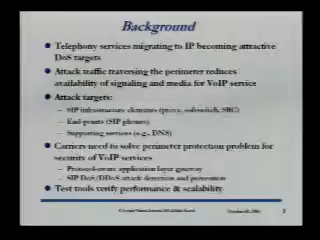 Background
Telephony services migrating to IP becoming attractive
DoS targets
Attack traffic traversing the perimeter reduces
availability of signaling and media for VoIP service
Attack targets:
– SIP infrastructure elements (proxy, softswitch, SBC)
– End-points (SIP phones)
– Supporting services (e.g., DNS)
Carriers need to solve perimeter protection problem for
security of VoIP services
– Protocol-aware application layer gateway
– SIP DoS/DDoS attack detection and prevention
Test tools verify performance & scalability